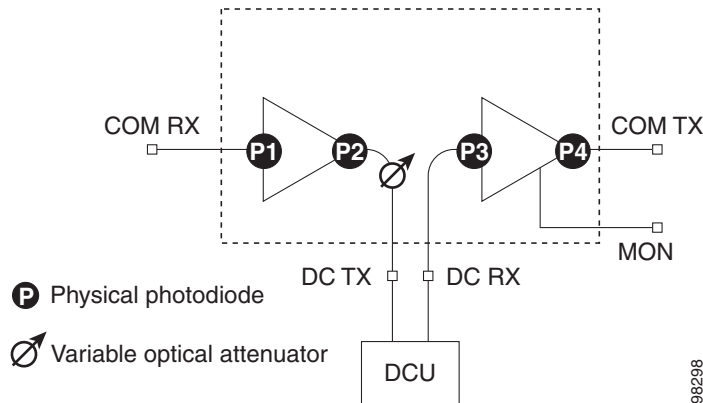 COM RX
P1
P2
P3
P4
COM TX
MON
DC TX
DC RX
P Physical photodiode
Variable optical attenuator
DCU
98298